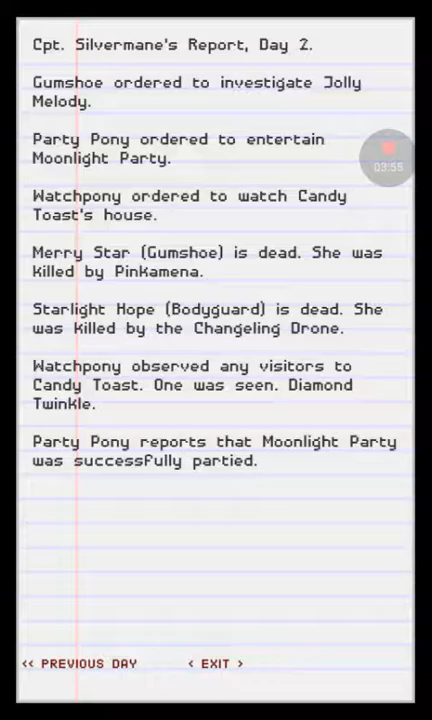 Cpt. Silvermane's Report, Day 2.
Gumshoe ordered to investigate Jolly
Melody.
Party Pony ordered to entertain
Moonlight Party.
03:55
Watchpony ordered to watch Candy
Toast's house.
Merry Star (Gumshoe) is dead. She was
killed by Pinkamena.
Starlight Hope (Bodyguard) is dead. She
was killed by the Changeling Drone.
Watchpony observed any visitors to
Candy Toast. One was seen. Diamond
Twinkle.
Party Pony reports that Moonlight Party
was successfully partied.
<< PREVIOUS DAY < EXIT >